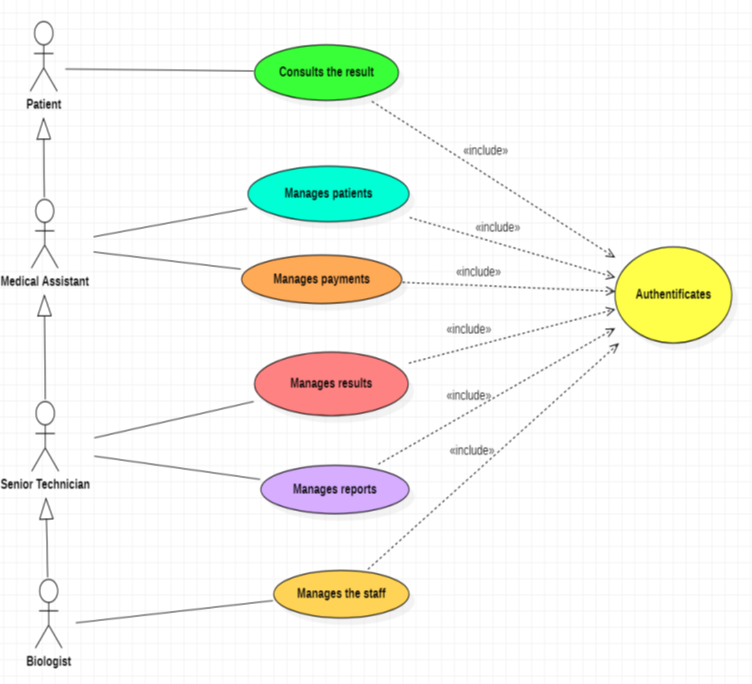 Consults the result
Patient
«include»
Manages patients
«include»
Medical Assistant
Manages payments
«include»
Authentificates
«include»
Manages results
«include»
«include»
Senior Technician
Manages reports
Manages the staff
Biologist